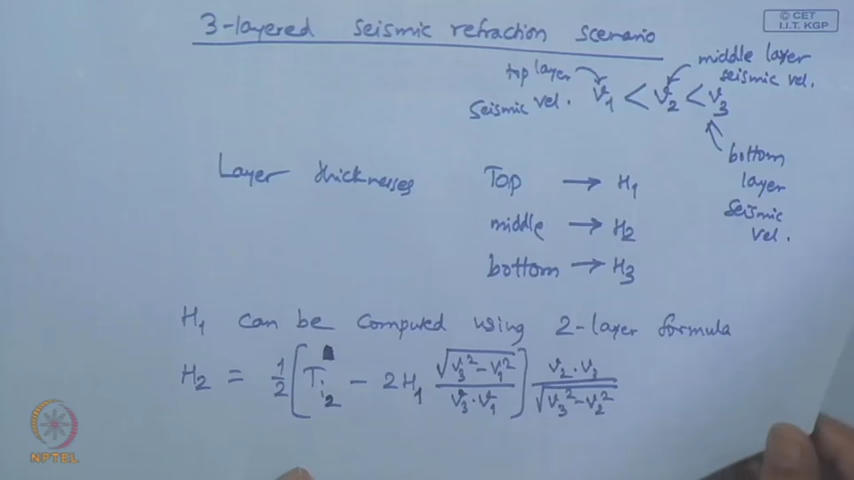 © CET
I.I.T. KGP
3-layered seismic refraction scenario
top layer
middle layer
seismic vel.
seismic vel. V1 < V2 < V3
bottom
layer
seismic
vel.
Layer thicknesses
Top → H1
middle → H2
bottom → H3
H1 can be computed using 2-layer formula
H2 = 1/2 [Ti2 − 2H1 √(V3² − V1²) / (V3 · V1)] V2 · V3 / √(V3² − V2²)
NPTEL